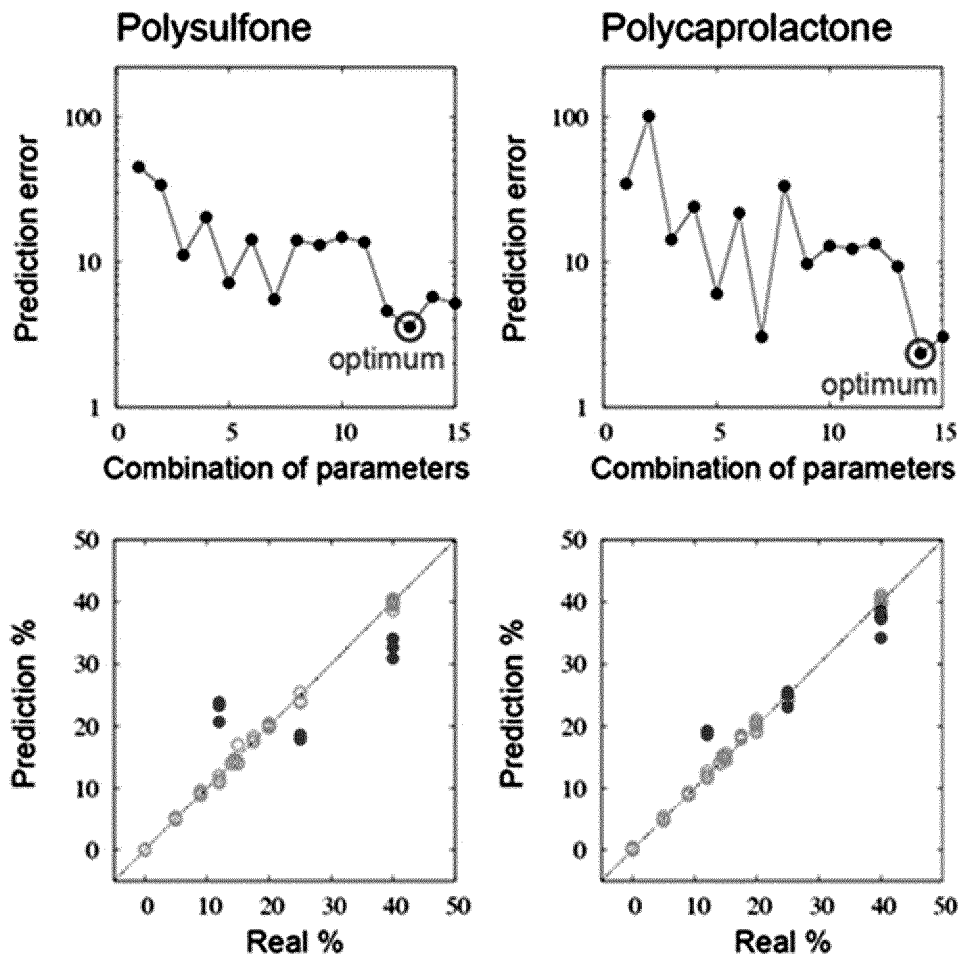 Polysulfone
Polycaprolactone
Prediction error
100
10
1
optimum
0 5 10 15
Combination of parameters
Prediction error
100
10
1
optimum
0 5 10 15
Combination of parameters
Prediction %
50
40
30
20
10
0
0 10 20 30 40 50
Real %
Prediction %
50
40
30
20
10
0
0 10 20 30 40 50
Real %